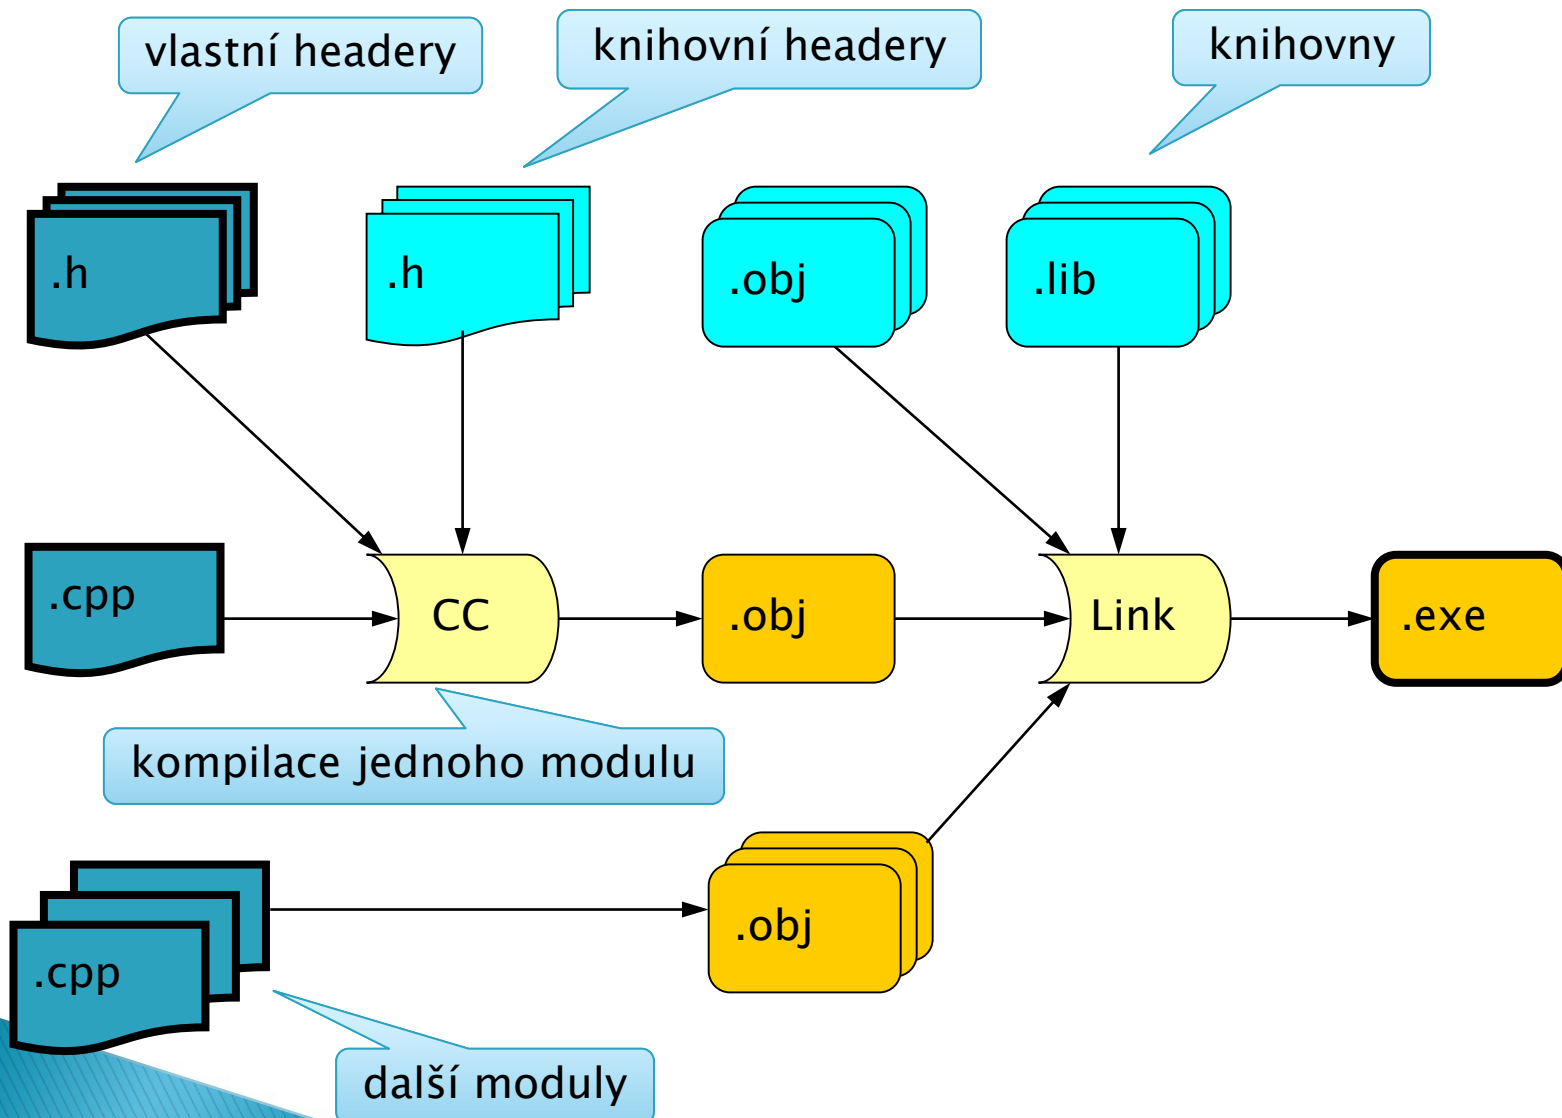 vlastní headery
knihovní headery
knihovny
.h
.h
.obj
.lib
.cpp
CC
.obj
Link
.exe
kompilace jednoho modulu
.cpp
.obj
další moduly